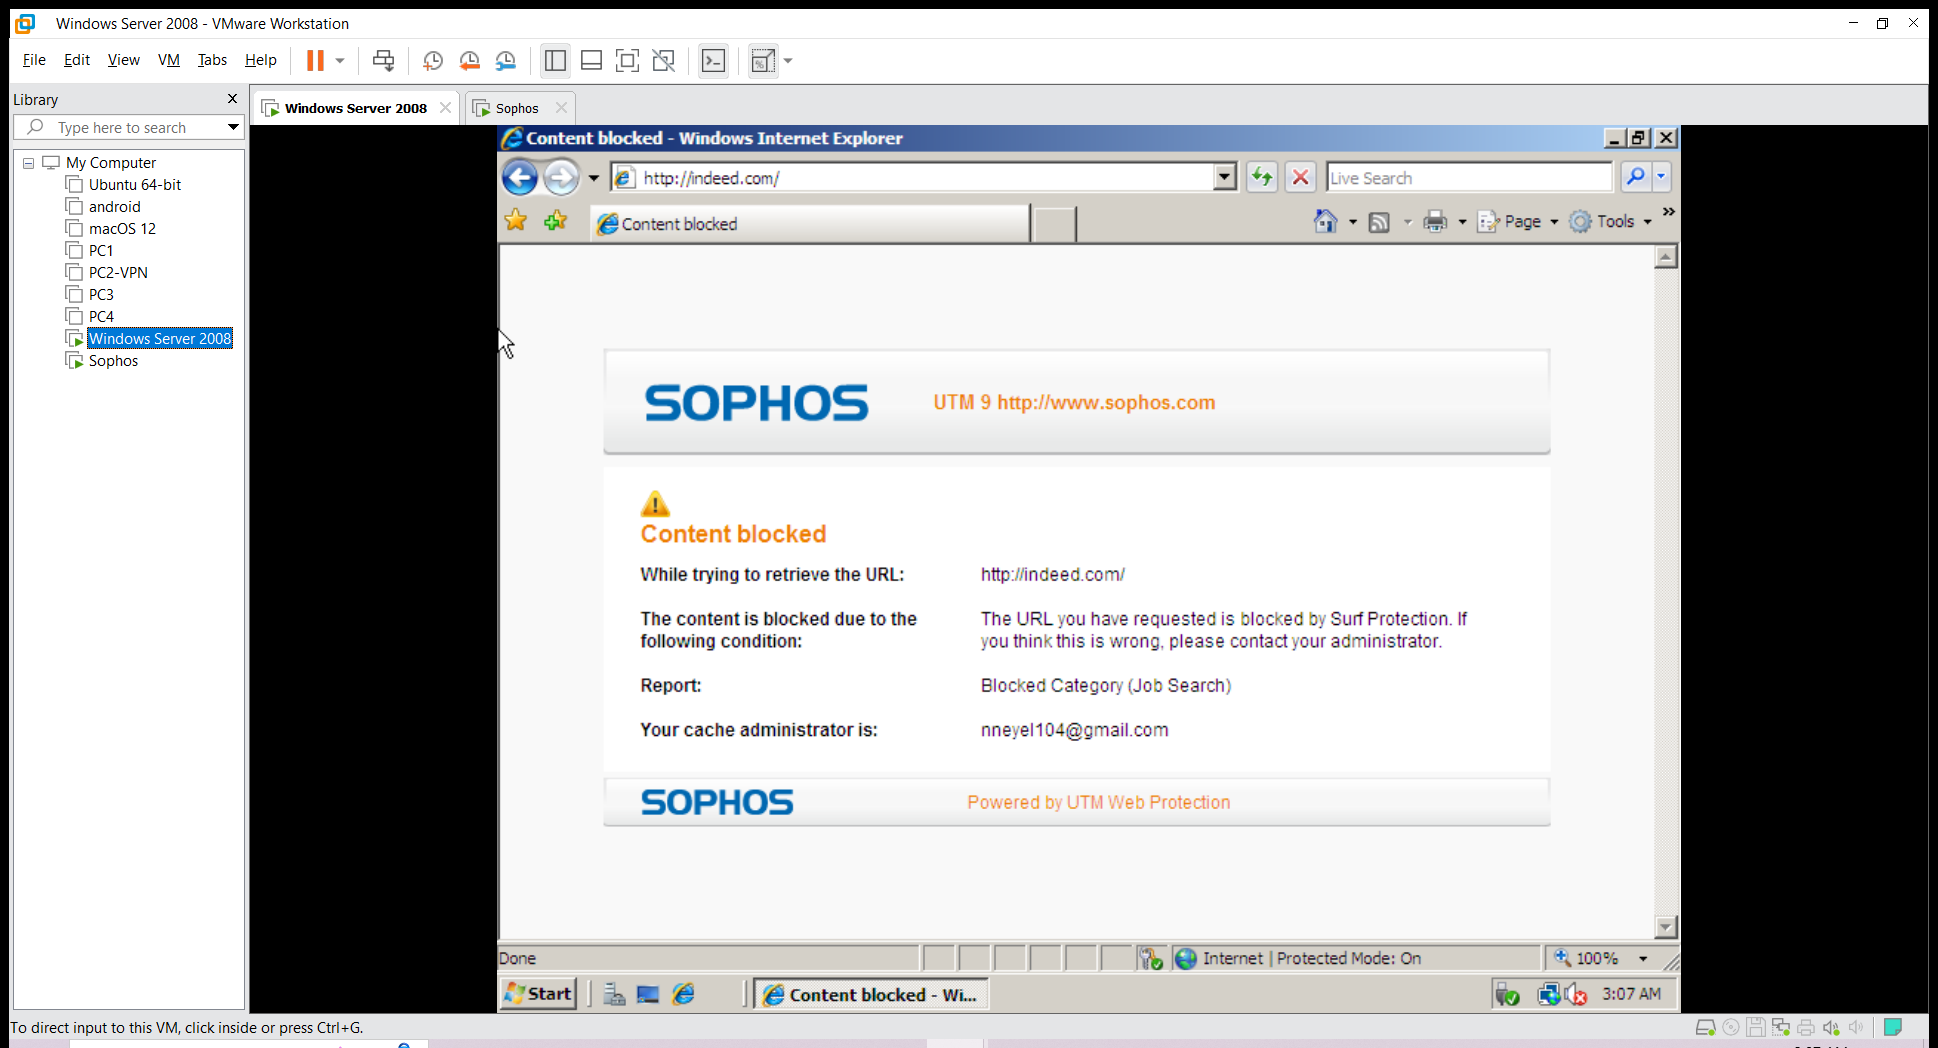 Windows Server 2008 - VMware Workstation
File Edit View VM Tabs Help
Library
Type here to search
My Computer
Ubuntu 64-bit
android
macOS 12
PC1
PC2-VPN
PC3
PC4
Windows Server 2008
Sophos
Windows Server 2008 Sophos
Content blocked - Windows Internet Explorer
http://indeed.com/
Live Search
Content blocked
Page Tools
SOPHOS UTM 9 http://www.sophos.com
Content blocked
While trying to retrieve the URL: http://indeed.com/
The content is blocked due to the following condition: The URL you have requested is blocked by Surf Protection. If
you think this is wrong, please contact your administrator.
Report: Blocked Category (Job Search)
Your cache administrator is: nneyel104@gmail.com
SOPHOS Powered by UTM Web Protection
Done Internet | Protected Mode: On 100%
Start Content blocked - Wi... 3:07 AM
To direct input to this VM, click inside or press Ctrl+G.